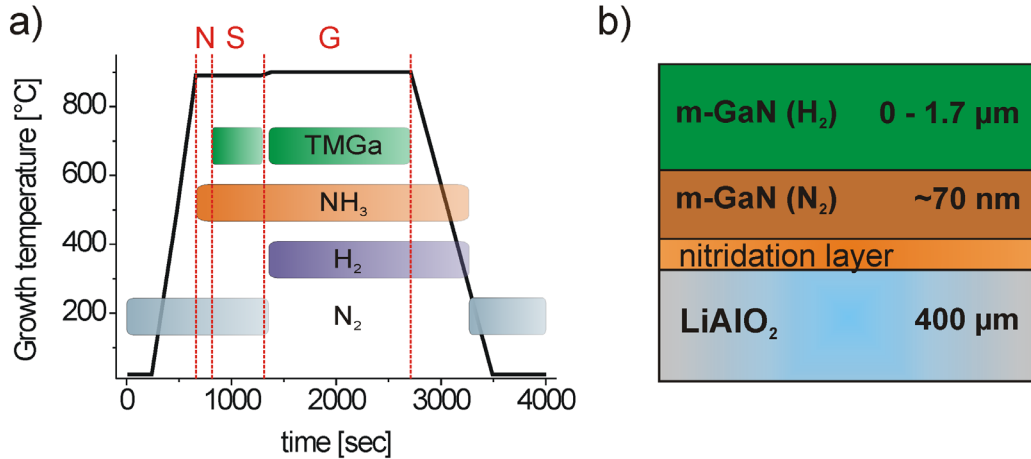 a)
N S G
Growth temperature [°C]
800
600
400
200
TMGa
NH₃
H₂
N₂
0 1000 2000 3000 4000
time [sec]
b)
m-GaN (H₂) 0 - 1.7 µm
m-GaN (N₂) ~70 nm
nitridation layer
LiAlO₂ 400 µm